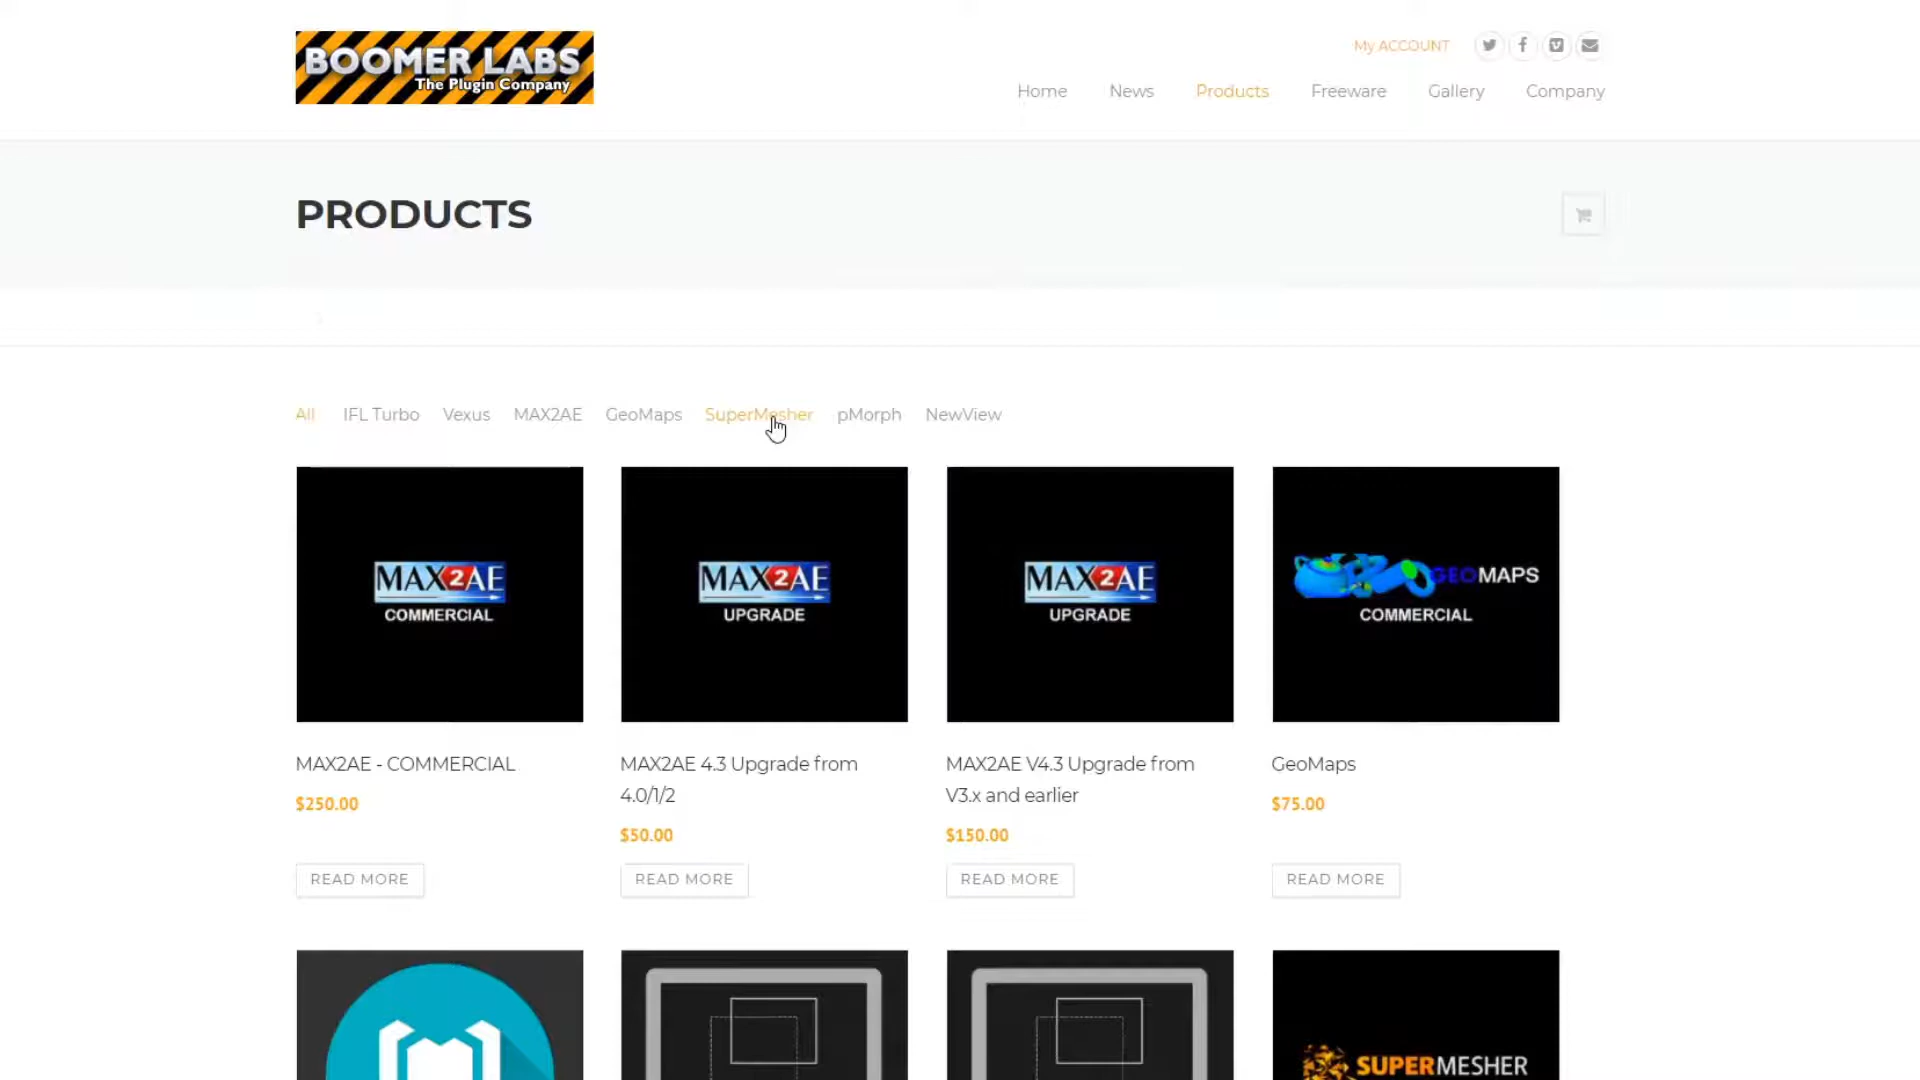 BOOMER LABS
The Plugin Company
My ACCOUNT
Home News Products Freeware Gallery Company
PRODUCTS
All IFL Turbo Vexus MAX2AE GeoMaps SuperMesher pMorph NewView
MAX2AE
COMMERCIAL
MAX2AE
UPGRADE
MAX2AE
UPGRADE
GEOMAPS
COMMERCIAL
MAX2AE - COMMERCIAL
$250.00
READ MORE
MAX2AE 4.3 Upgrade from
4.0/1/2
$50.00
READ MORE
MAX2AE V4.3 Upgrade from
V3.x and earlier
$150.00
READ MORE
GeoMaps
$75.00
READ MORE
SUPERMESHER